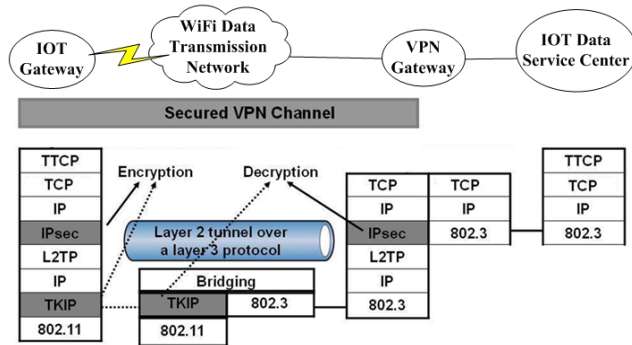 IOT
Gateway
WiFi Data
Transmission
Network
VPN
Gateway
IOT Data
Service Center
Secured VPN Channel
TTCP
TCP
IP
IPsec
L2TP
IP
TKIP
802.11
Encryption
Decryption
Layer 2 tunnel over
a layer 3 protocol
Bridging
TKIP
802.3
802.11
TCP
IP
IPsec
L2TP
IP
802.3
TCP
IP
802.3
TTCP
TCP
IP
802.3